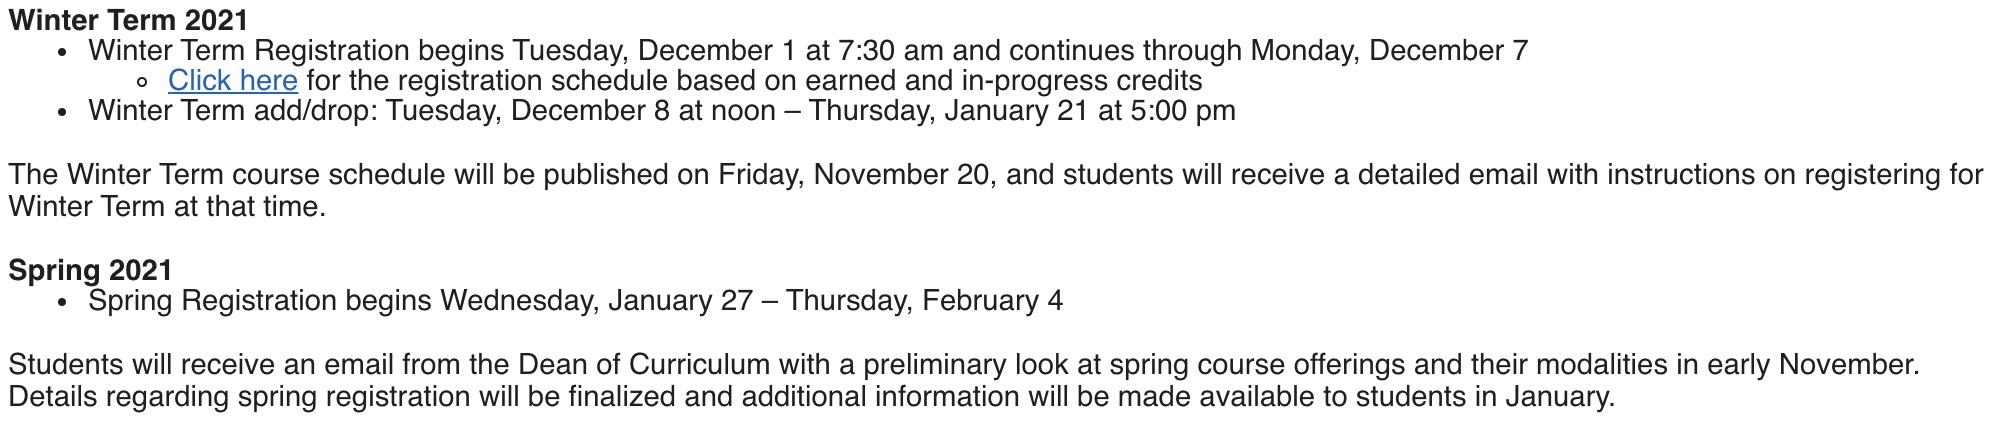 Winter Term 2021
• Winter Term Registration begins Tuesday, December 1 at 7:30 am and continues through Monday, December 7
◦ Click here for the registration schedule based on earned and in-progress credits
• Winter Term add/drop: Tuesday, December 8 at noon – Thursday, January 21 at 5:00 pm
The Winter Term course schedule will be published on Friday, November 20, and students will receive a detailed email with instructions on registering for
Winter Term at that time.
Spring 2021
• Spring Registration begins Wednesday, January 27 – Thursday, February 4
Students will receive an email from the Dean of Curriculum with a preliminary look at spring course offerings and their modalities in early November.
Details regarding spring registration will be finalized and additional information will be made available to students in January.